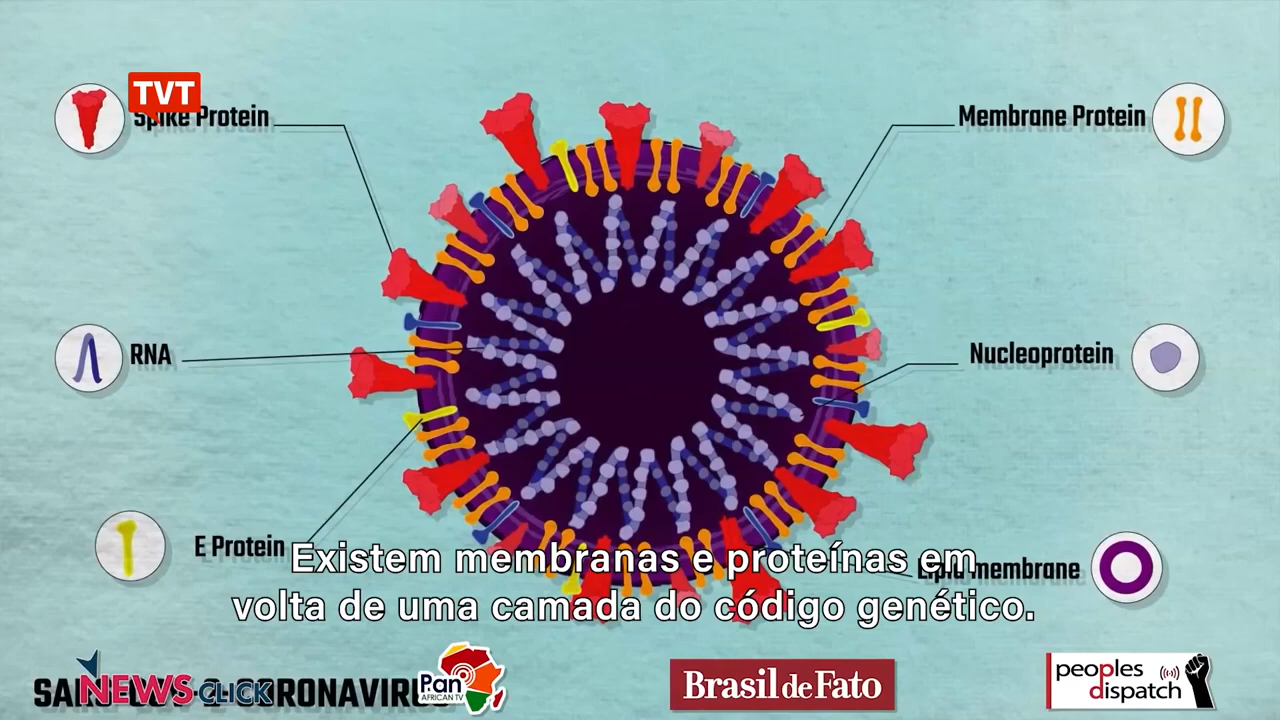 TVT
Spike Protein
Membrane Protein
RNA
Nucleoprotein
E Protein
Lipid membrane
Existem membranas e proteínas em
volta de uma camada do código genético.
NEWSCLICK
Pan
AFRICAN TV
Brasil de Fato
peoples
dispatch